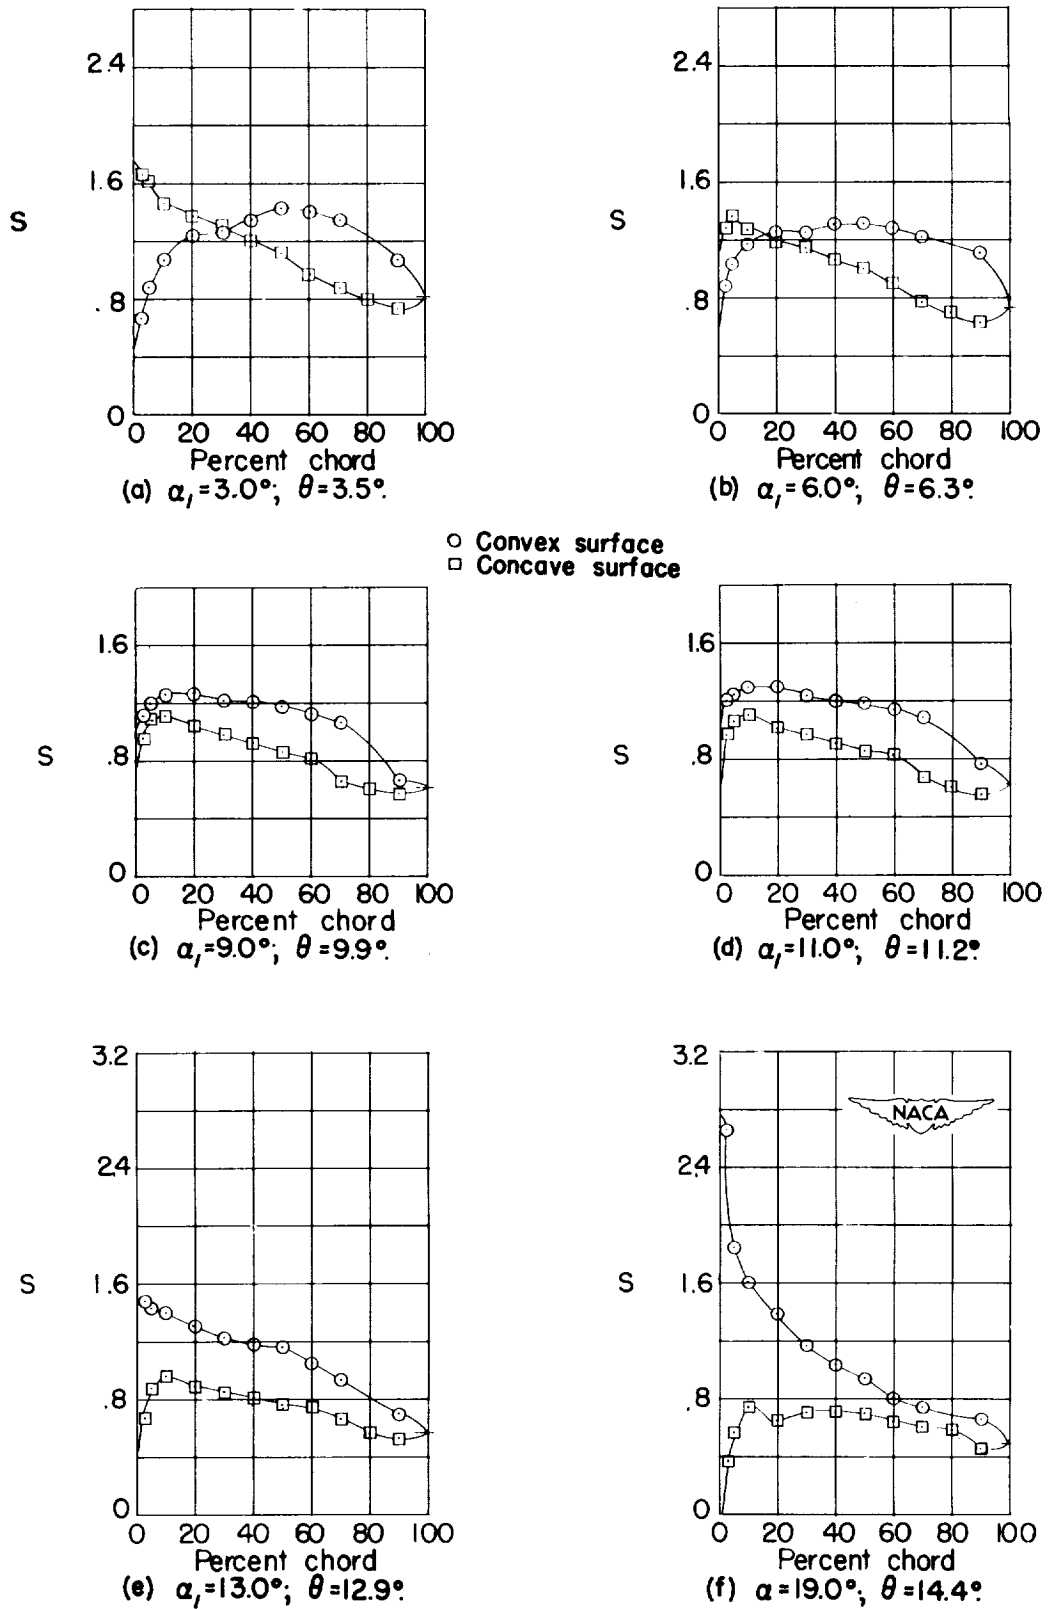 2.4
1.6
S
.8
0
0 20 40 60 80 100
Percent chord
(a) α₁=3.0°; θ=3.5°.
2.4
1.6
S
.8
0
0 20 40 60 80 100
Percent chord
(b) α₁=6.0°; θ=6.3°.
Convex surface
Concave surface
1.6
S
.8
0
0 20 40 60 80 100
Percent chord
(c) α₁=9.0°; θ=9.9°.
1.6
S
.8
0
0 20 40 60 80 100
Percent chord
(d) α₁=11.0°; θ=11.2°.
3.2
2.4
S
1.6
.8
0
0 20 40 60 80 100
Percent chord
(e) α₁=13.0°; θ=12.9°.
3.2
NACA
2.4
S
1.6
.8
0
0 20 40 60 80 100
Percent chord
(f) α=19.0°; θ=14.4°.